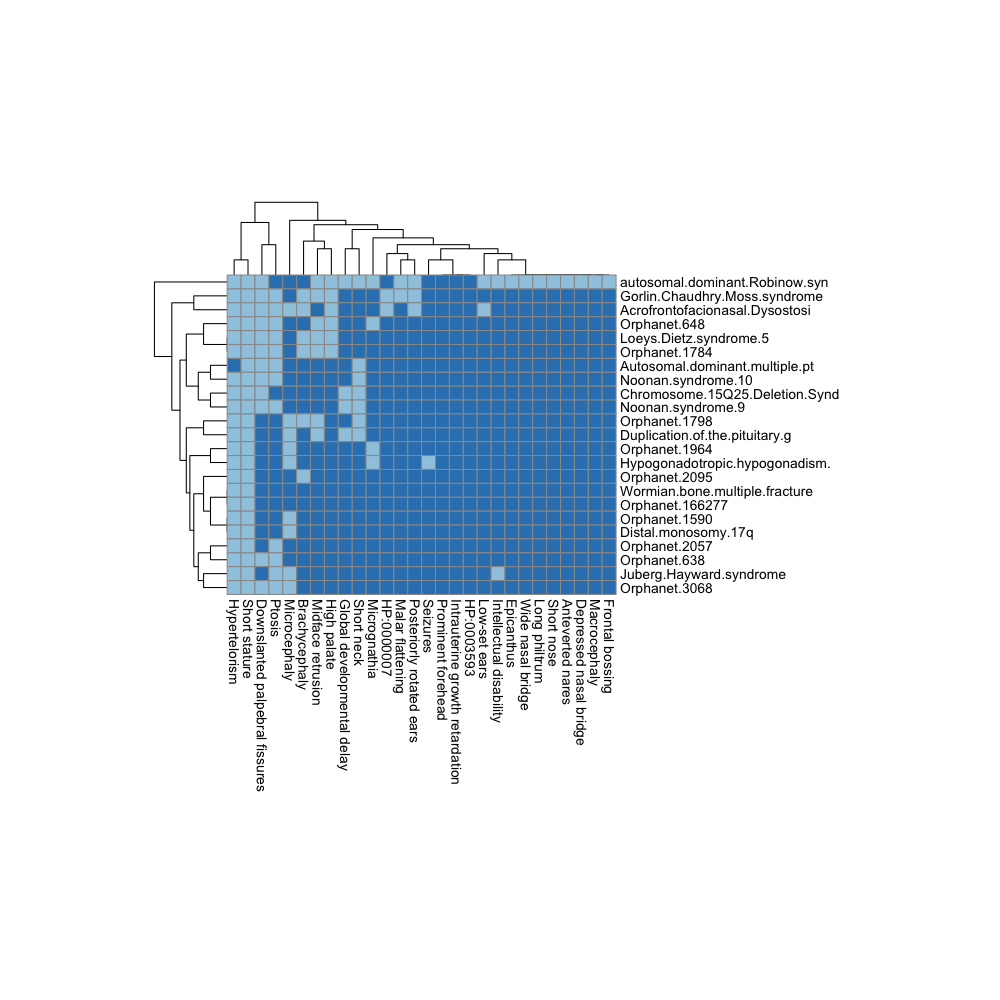 autosomal.dominant.Robinow.syn
Gorlin.Chaudhry.Moss.syndrome
Acrofrontofacionasal.Dysostosi
Orphanet.648
Loeys.Dietz.syndrome.5
Orphanet.1784
Autosomal.dominant.multiple.pt
Noonan.syndrome.10
Chromosome.15Q25.Deletion.Synd
Noonan.syndrome.9
Orphanet.1798
Duplication.of.the.pituitary.g
Orphanet.1964
Hypogonadotropic.hypogonadism.
Orphanet.2095
Wormian.bone.multiple.fracture
Orphanet.166277
Orphanet.1590
Distal.monosomy.17q
Orphanet.2057
Orphanet.638
Juberg.Hayward.syndrome
Orphanet.3068
Hypertelorism
Short stature
Downslanted palpebral fissures
Ptosis
Microcephaly
Brachycephaly
Midface retrusion
High palate
Global developmental delay
Short neck
Micrognathia
HP:0000007
Malar flattening
Posteriorly rotated ears
Seizures
Prominent forehead
Intrauterine growth retardation
HP:0003593
Low-set ears
Intellectual disability
Epicanthus
Wide nasal bridge
Long philtrum
Short nose
Anteverted nares
Depressed nasal bridge
Macrocephaly
Frontal bossing